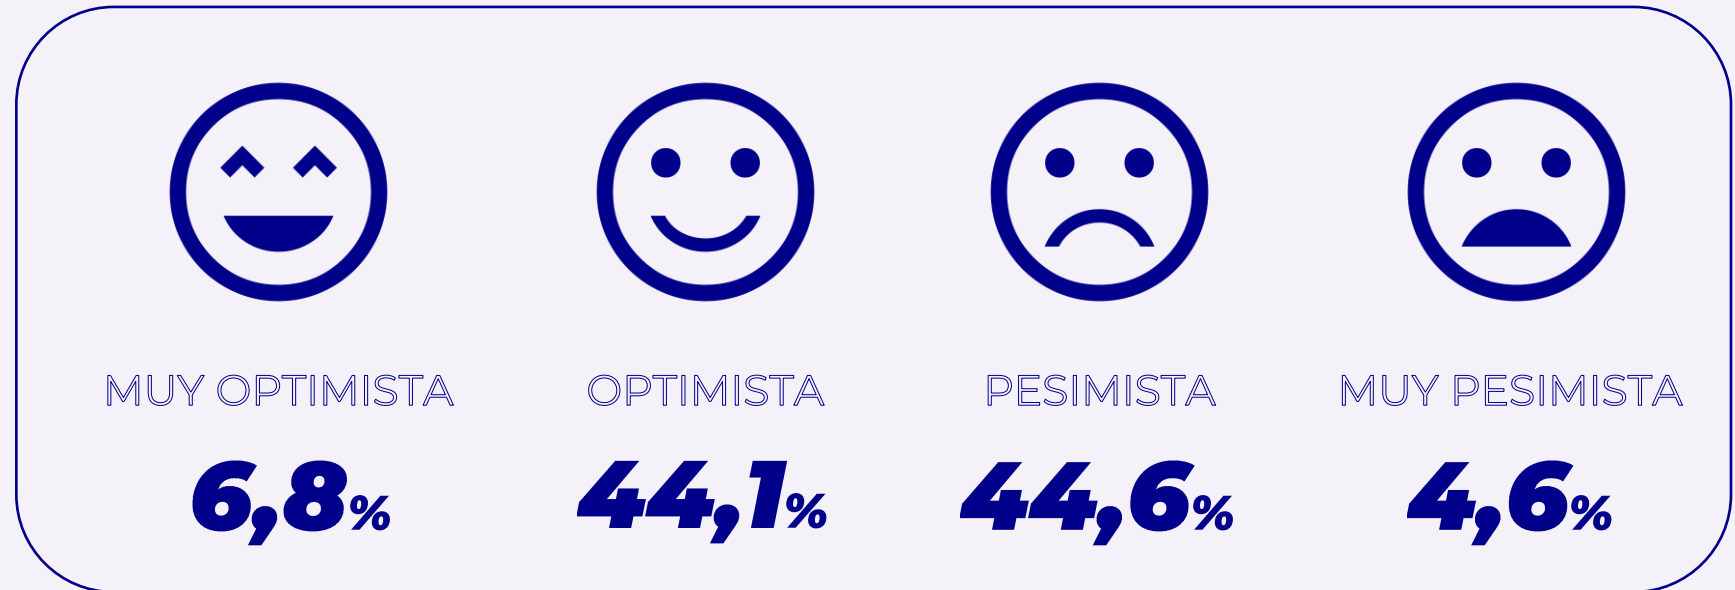 MUY OPTIMISTA
OPTIMISTA
PESIMISTA
MUY PESIMISTA
6,8%
44,1%
44,6%
4,6%